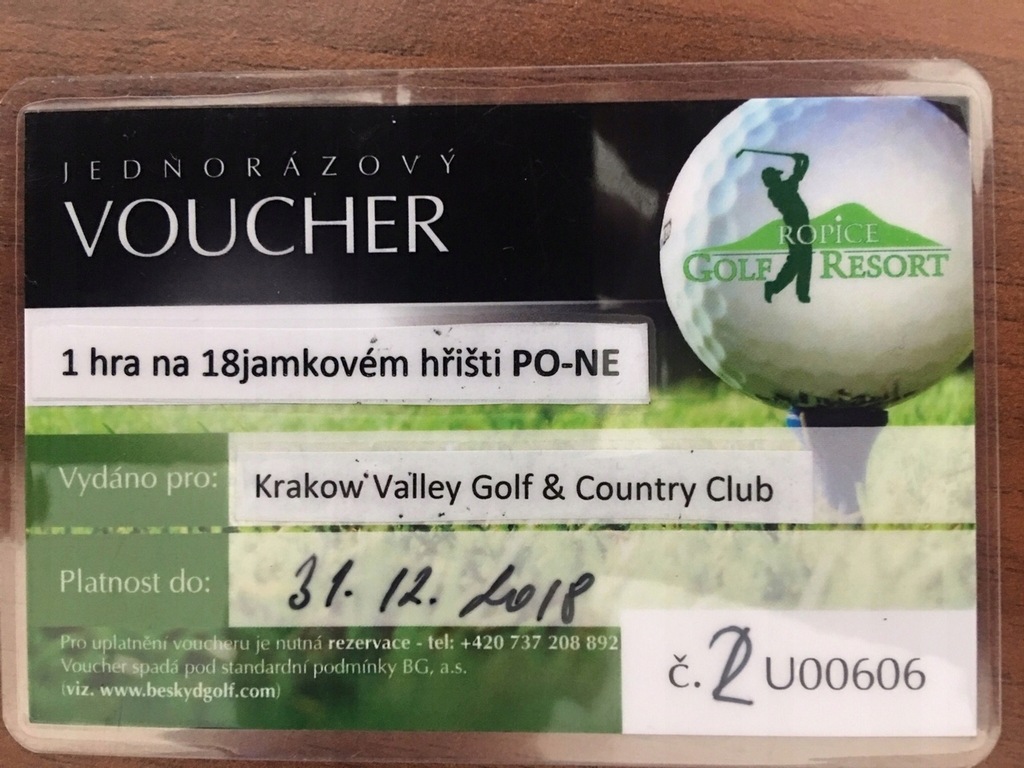 JEDNORÁZOVÝ
VOUCHER
ROPICE
GOLF RESORT
1 hra na 18jamkovém hřišti PO-NE
Vydáno pro: Krakow Valley Golf & Country Club
Platnost do: 31. 12. 2018
Pro uplatnění voucheru je nutná rezervace - tel: +420 737 208 892
Voucher spadá pod standardní podmínky BG, a.s.
(viz. www.beskydgolf.com)
č. R U00606